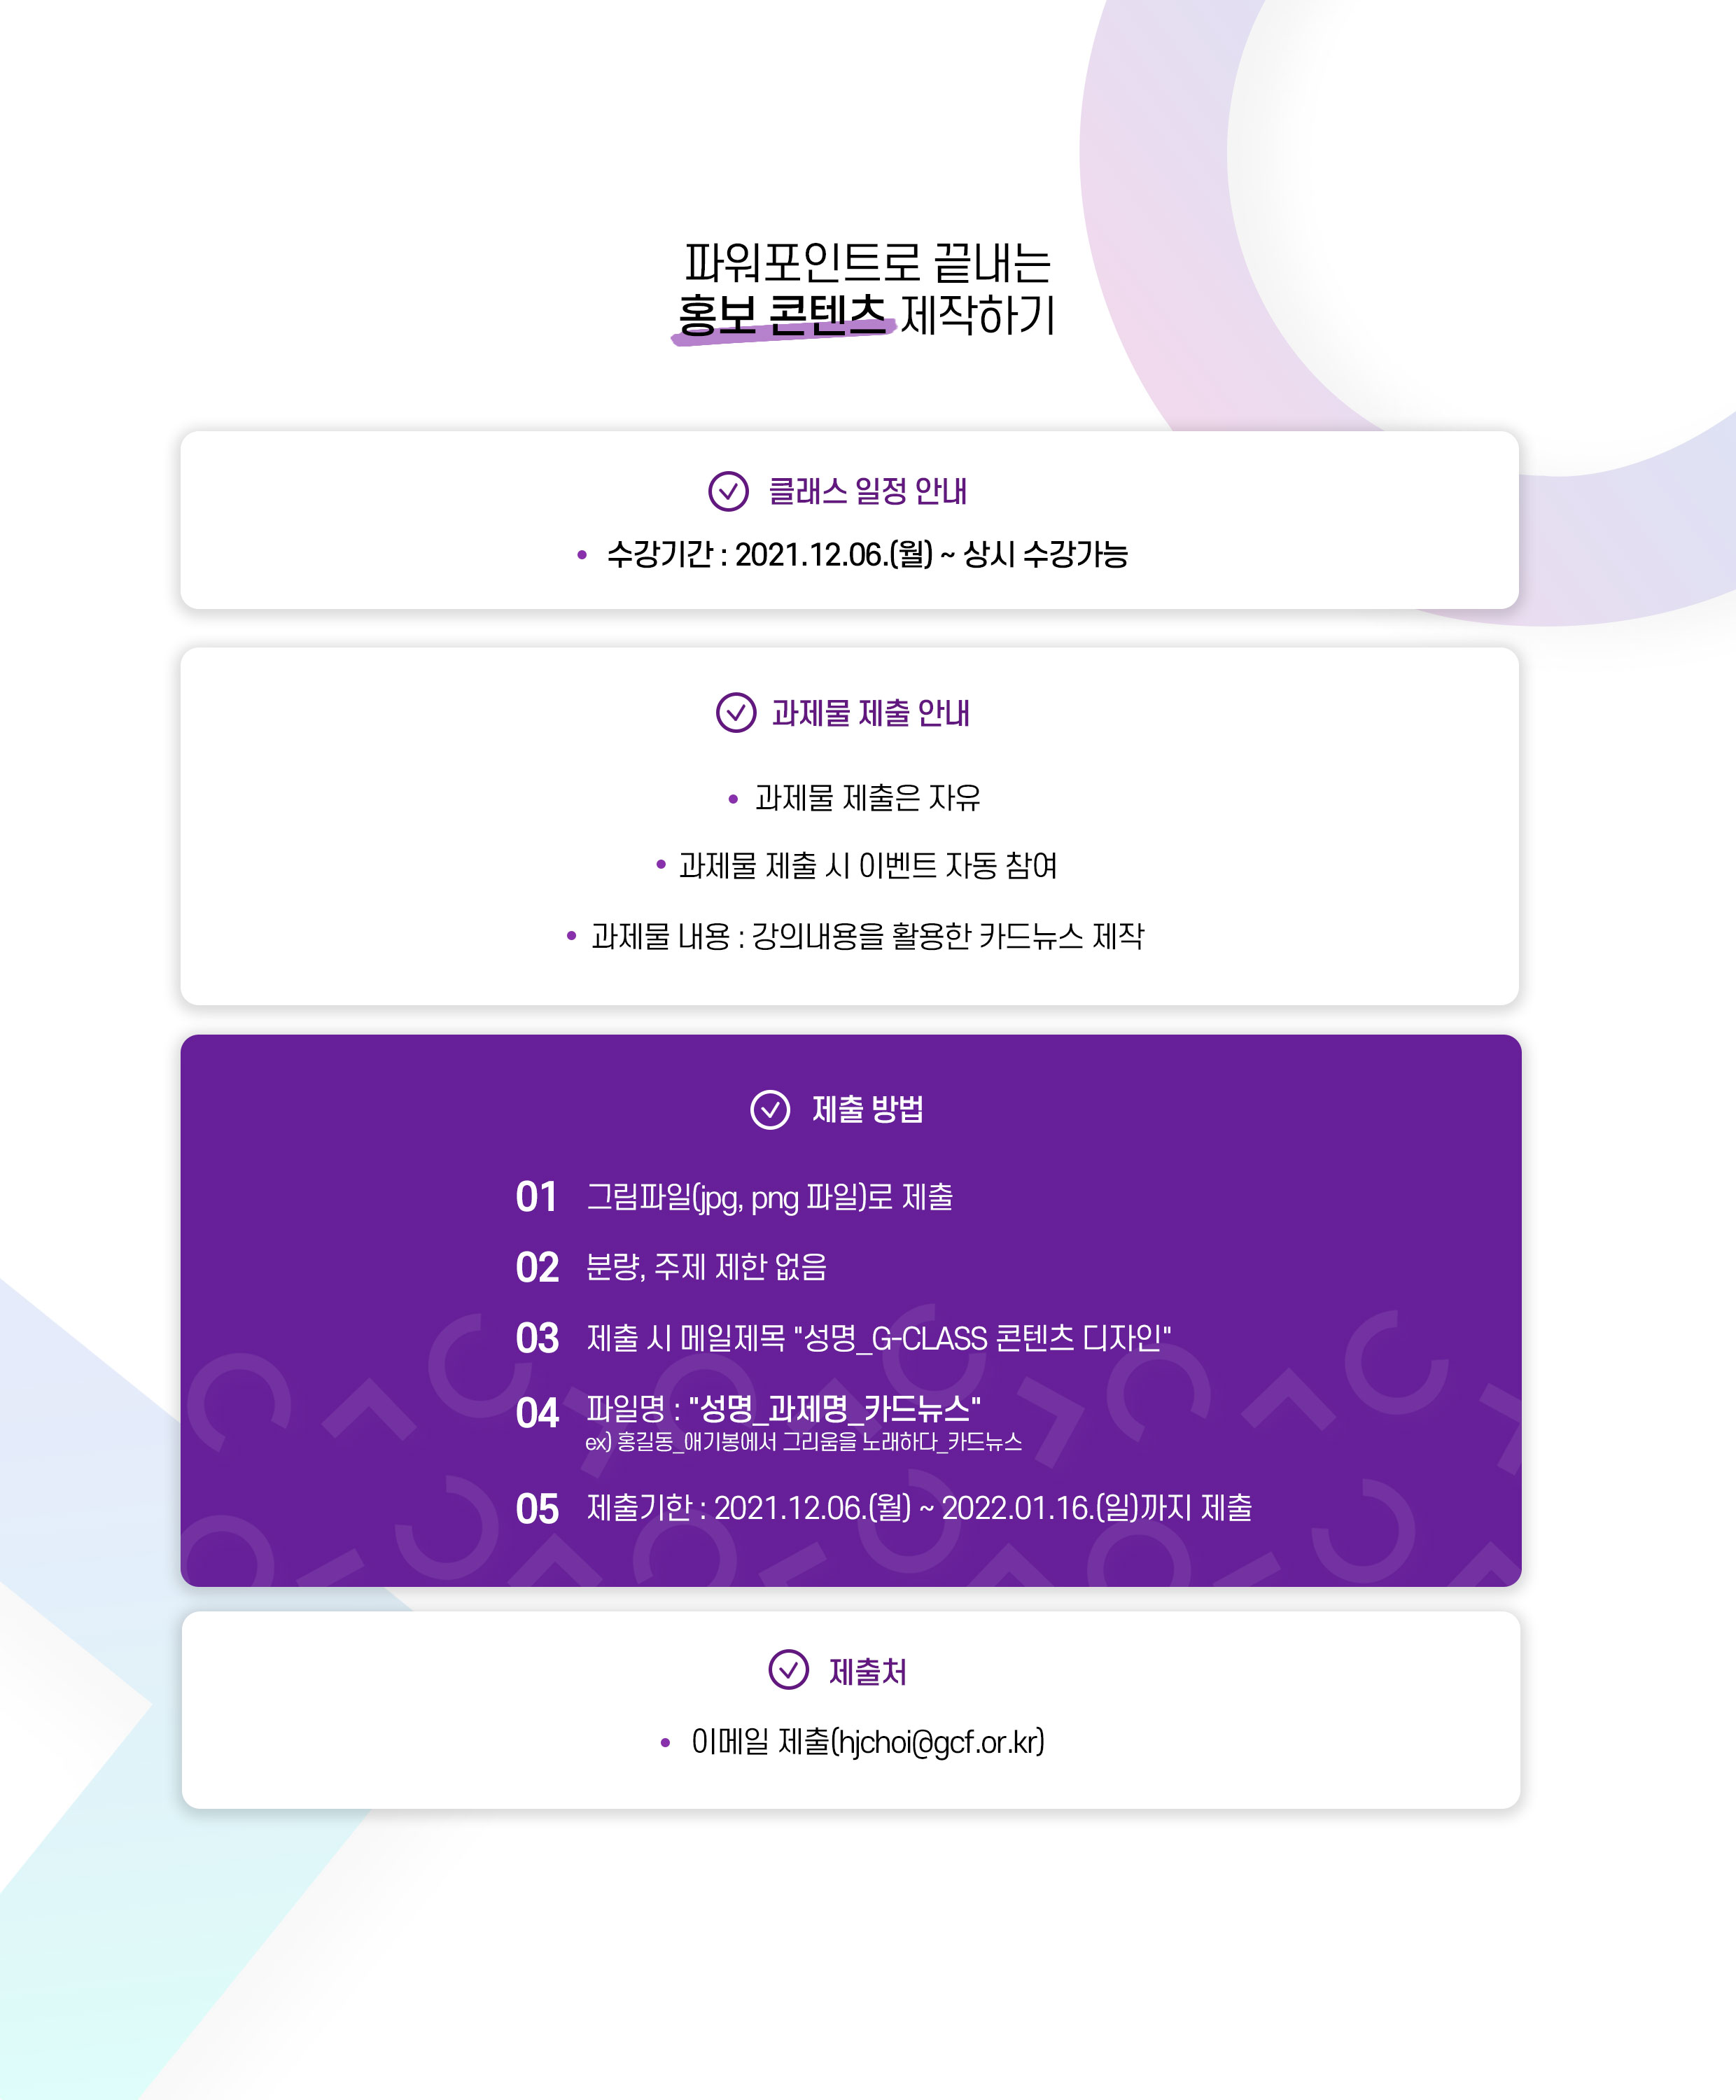 파워포인트로 끝내는
홍보 콘텐츠 제작하기
클래스 일정 안내
• 수강기간 : 2021.12.06.(월) ~ 상시 수강가능
과제물 제출 안내
• 과제물 제출은 자유
• 과제물 제출 시 이벤트 자동 참여
• 과제물 내용 : 강의내용을 활용한 카드뉴스 제작
제출 방법
01 그림파일(jpg, png 파일)로 제출
02 분량, 주제 제한 없음
03 제출 시 메일제목 "성명_G-CLASS 콘텐츠 디자인"
04 파일명 : "성명_과제명_카드뉴스"
ex) 홍길동_애기봉에서 그리움을 노래하다_카드뉴스
05 제출기한 : 2021.12.06.(월) ~ 2022.01.16.(일)까지 제출
제출처
• 이메일 제출(hjchoi@gcf.or.kr)